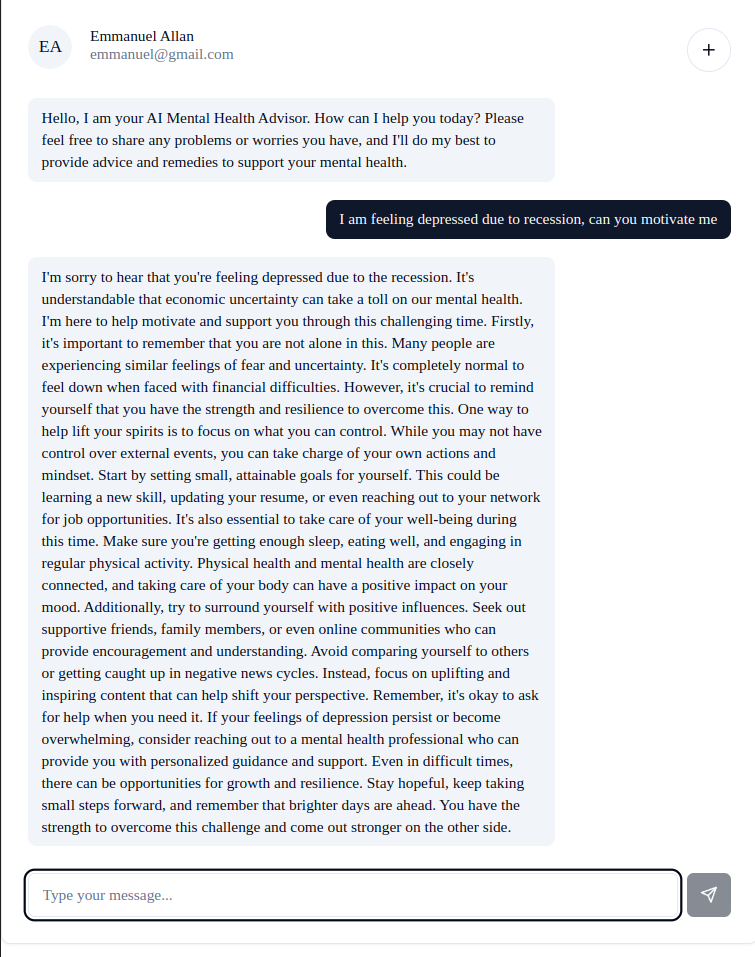 EA
Emmanuel Allan
emmanuel@gmail.com
+
Hello, I am your AI Mental Health Advisor. How can I help you today? Please
feel free to share any problems or worries you have, and I'll do my best to
provide advice and remedies to support your mental health.
I am feeling depressed due to recession, can you motivate me
I'm sorry to hear that you're feeling depressed due to the recession. It's
understandable that economic uncertainty can take a toll on our mental health.
I'm here to help motivate and support you through this challenging time. Firstly,
it's important to remember that you are not alone in this. Many people are
experiencing similar feelings of fear and uncertainty. It's completely normal to
feel down when faced with financial difficulties. However, it's crucial to remind
yourself that you have the strength and resilience to overcome this. One way to
help lift your spirits is to focus on what you can control. While you may not have
control over external events, you can take charge of your own actions and
mindset. Start by setting small, attainable goals for yourself. This could be
learning a new skill, updating your resume, or even reaching out to your network
for job opportunities. It's also essential to take care of your well-being during
this time. Make sure you're getting enough sleep, eating well, and engaging in
regular physical activity. Physical health and mental health are closely
connected, and taking care of your body can have a positive impact on your
mood. Additionally, try to surround yourself with positive influences. Seek out
supportive friends, family members, or even online communities who can
provide encouragement and understanding. Avoid comparing yourself to others
or getting caught up in negative news cycles. Instead, focus on uplifting and
inspiring content that can help shift your perspective. Remember, it's okay to ask
for help when you need it. If your feelings of depression persist or become
overwhelming, consider reaching out to a mental health professional who can
provide you with personalized guidance and support. Even in difficult times,
there can be opportunities for growth and resilience. Stay hopeful, keep taking
small steps forward, and remember that brighter days are ahead. You have the
strength to overcome this challenge and come out stronger on the other side.
Type your message...